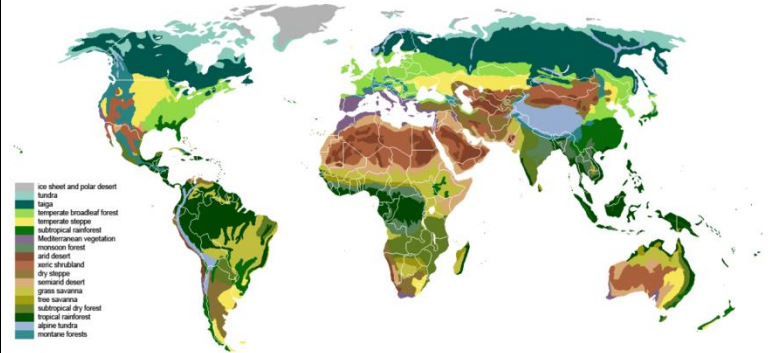 ice sheet and polar desert
tundra
taiga
temperate broadleaf forest
temperate steppe
subtropical rainforest
Mediterranean vegetation
monsoon forest
arid desert
xeric shrubland
dry steppe
semiarid desert
grass savanna
tree savanna
subtropical dry forest
tropical rainforest
alpine tundra
montane forests